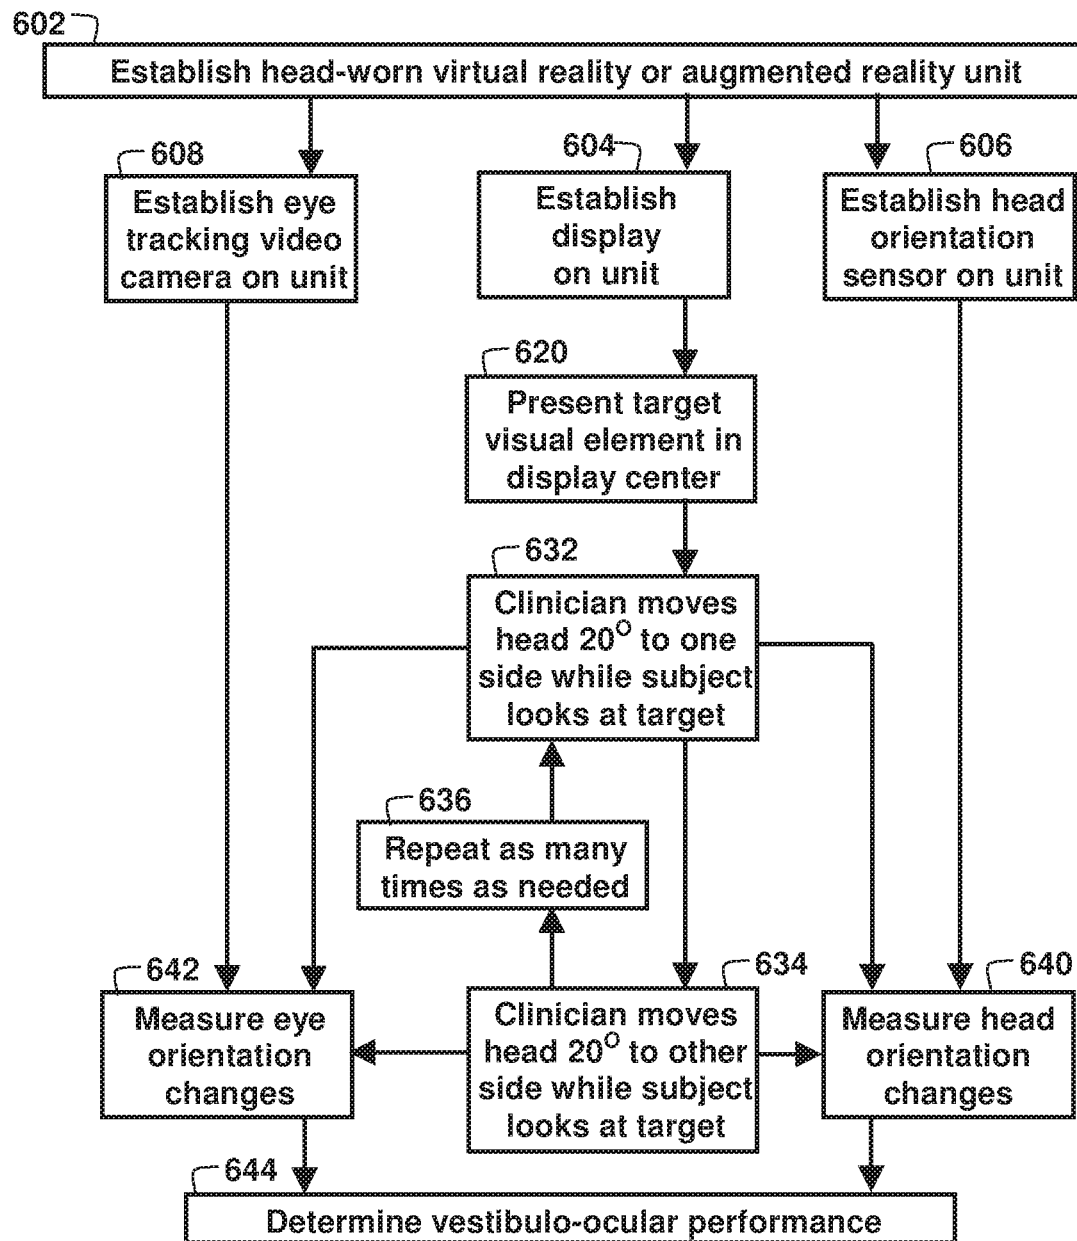 602
Establish head-worn virtual reality or augmented reality unit
608
Establish eye
tracking video
camera on unit
604
Establish
display
on unit
606
Establish head
orientation
sensor on unit
620
Present target
visual element in
display center
632
Clinician moves
head 20° to one
side while subject
looks at target
636
Repeat as many
times as needed
642
Measure eye
orientation
changes
634
Clinician moves
head 20° to other
side while subject
looks at target
640
Measure head
orientation
changes
644
Determine vestibulo-ocular performance